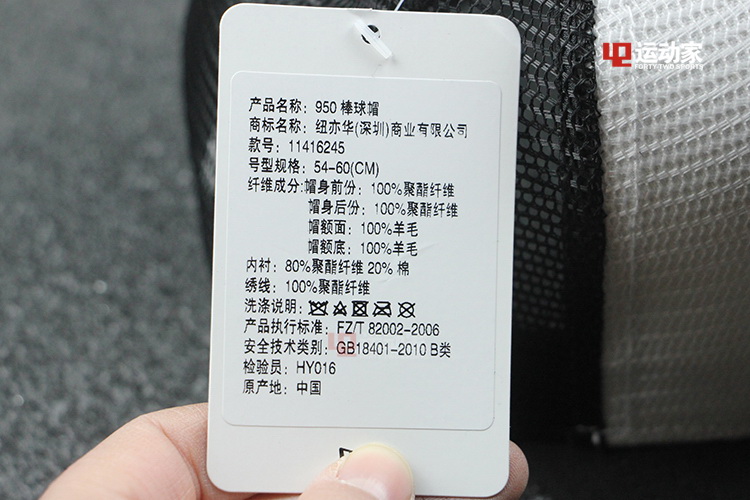 运动家
FORTY TWO SPORTS
产品名称：950 棒球帽
商标名称：纽亦华(深圳)商业有限公司
款号：11416245
号型规格：54-60(CM)
纤维成分:帽身前份：100%聚酯纤维
帽身后份：100%聚酯纤维
帽额面：100%羊毛
帽额底：100%羊毛
内衬：80%聚酯纤维 20% 棉
绣线：100%聚酯纤维
洗涤说明：
产品执行标准：FZ/T 82002-2006
安全技术类别：GB18401-2010 B类
检验员：HY016
原产地：中国